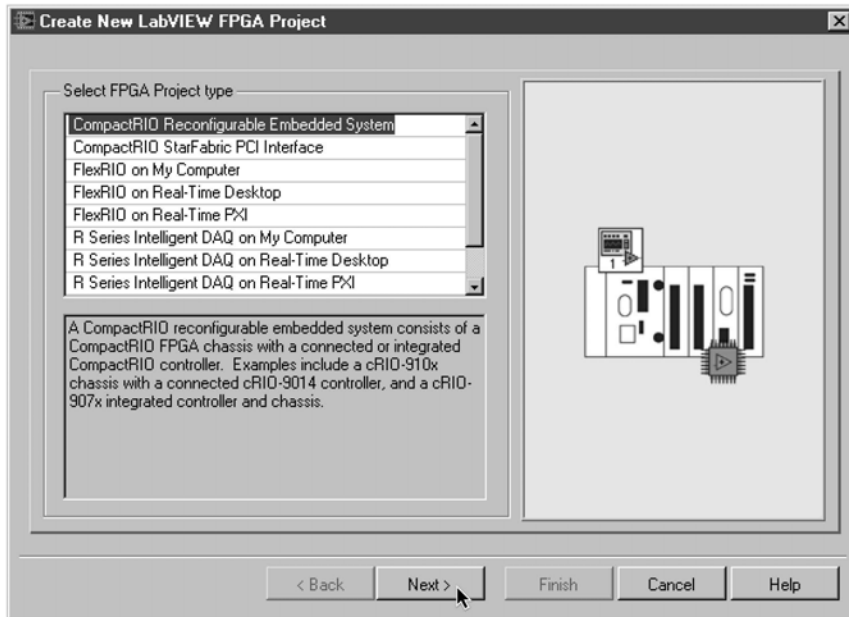 Create New LabVIEW FPGA Project
Select FPGA Project type
CompactRIO Reconfigurable Embedded System
CompactRIO StarFabric PCI Interface
FlexRIO on My Computer
FlexRIO on Real-Time Desktop
FlexRIO on Real-Time PXI
R Series Intelligent DAQ on My Computer
R Series Intelligent DAQ on Real-Time Desktop
R Series Intelligent DAQ on Real-Time PXI
A CompactRIO reconfigurable embedded system consists of a
CompactRIO FPGA chassis with a connected or integrated
CompactRIO controller. Examples include a cRIO-910x
chassis with a connected cRIO-9014 controller, and a cRIO-
907x integrated controller and chassis.
1
< Back
Next >
Finish
Cancel
Help